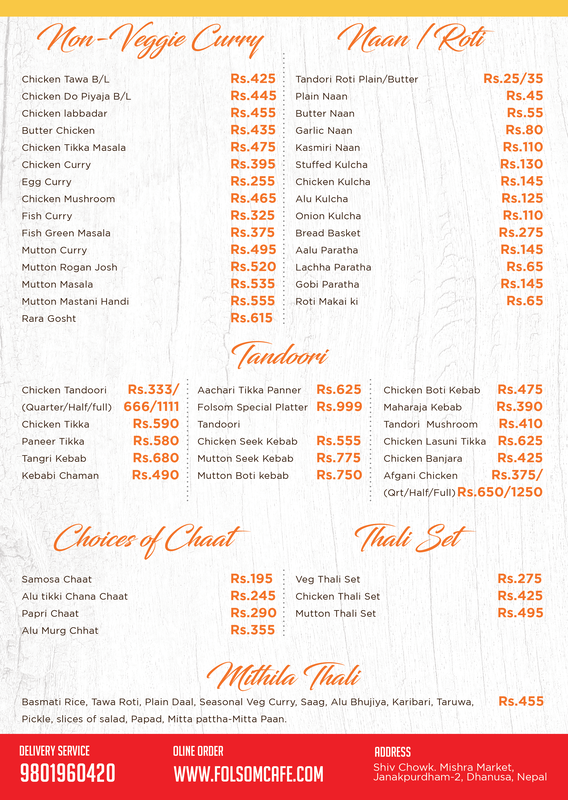 Non-Veggie Curry
Chicken Tawa B/L Rs.425
Chicken Do Piyaja B/L Rs.445
Chicken labbadar Rs.455
Butter Chicken Rs.435
Chicken Tikka Masala Rs.475
Chicken Curry Rs.395
Egg Curry Rs.255
Chicken Mushroom Rs.465
Fish Curry Rs.325
Fish Green Masala Rs.375
Mutton Curry Rs.495
Mutton Rogan Josh Rs.520
Mutton Masala Rs.535
Mutton Mastani Handi Rs.555
Rara Gosht Rs.615
Naan / Roti
Tandori Roti Plain/Butter Rs.25/35
Plain Naan Rs.45
Butter Naan Rs.55
Garlic Naan Rs.80
Kasmiri Naan Rs.110
Stuffed Kulcha Rs.130
Chicken Kulcha Rs.145
Alu Kulcha Rs.125
Onion Kulcha Rs.110
Bread Basket Rs.275
Aalu Paratha Rs.145
Lachha Paratha Rs.65
Gobi Paratha Rs.145
Roti Makai ki Rs.65
Tandoori
Chicken Tandoori Rs.333/
(Quarter/Half/full) 666/1111
Chicken Tikka Rs.590
Paneer Tikka Rs.580
Tangri Kebab Rs.680
Kebabi Chaman Rs.490
Aachari Tikka Panner Rs.625
Folsom Special Platter Rs.999
Tandoori
Chicken Seek Kebab Rs.555
Mutton Seek Kebab Rs.775
Mutton Boti kebab Rs.750
Chicken Boti Kebab Rs.475
Maharaja Kebab Rs.390
Tandori Mushroom Rs.410
Chicken Lasuni Tikka Rs.625
Chicken Banjara Rs.425
Afgani Chicken Rs.375/
(Qrt/Half/Full) Rs.650/1250
Choices of Chaat
Samosa Chaat Rs.195
Alu tikki Chana Chaat Rs.245
Papri Chaat Rs.290
Alu Murg Chhat Rs.355
Thali Set
Veg Thali Set Rs.275
Chicken Thali Set Rs.425
Mutton Thali Set Rs.495
Mithila Thali
Basmati Rice, Tawa Roti, Plain Daal, Seasonal Veg Curry, Saag, Alu Bhujiya, Karibari, Taruwa, Rs.455
Pickle, slices of salad, Papad, Mitta pattha-Mitta Paan.
DELIVERY SERVICE
9801960420
OLINE ORDER
WWW.FOLSOMCAFE.COM
ADDRESS
Shiv Chowk. Mishra Market,
Janakpurdham-2, Dhanusa, Nepal